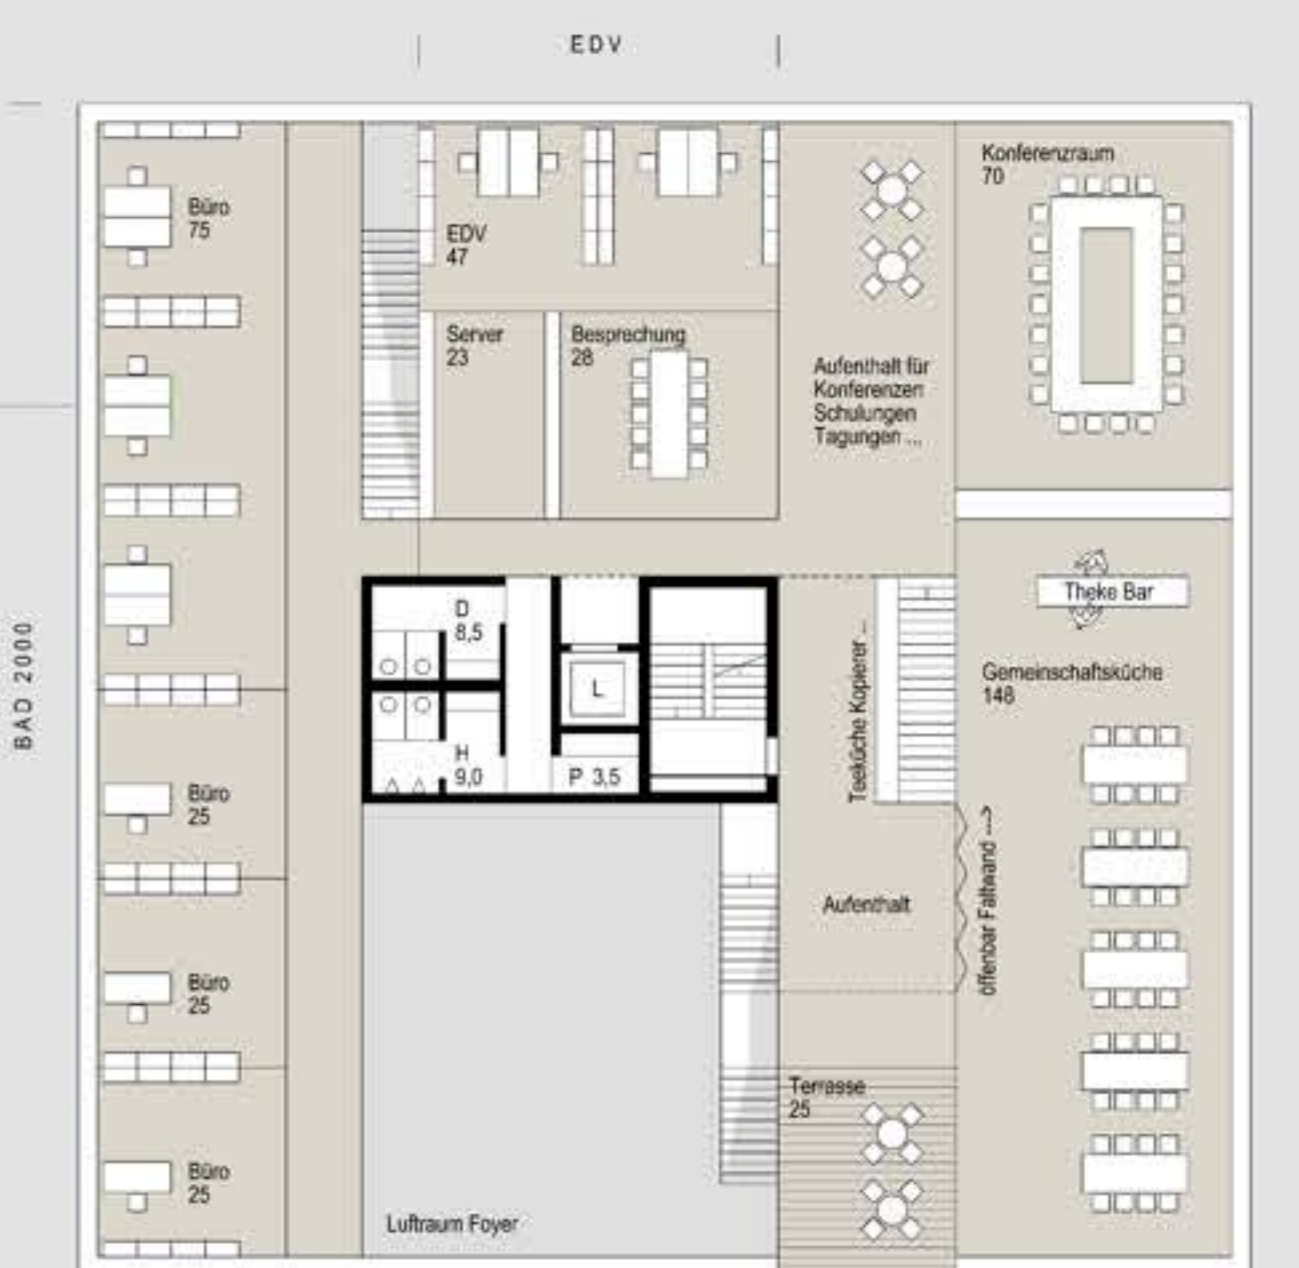 EDV
BAD 2000
Büro
75
EDV
47
Konferenzraum
70
Server
23
Besprechung
28
Aufenthalt für
Konferenzen
Schulungen
Tagungen ...
D
8,5
L
H
9,0
P 3,5
Teeküche Kopierer ...
Theke Bar
Gemeinschaftsküche
148
Büro
25
Aufenthalt
öffenbar Faltwand --->
Büro
25
Terrasse
25
Büro
25
Luftraum Foyer